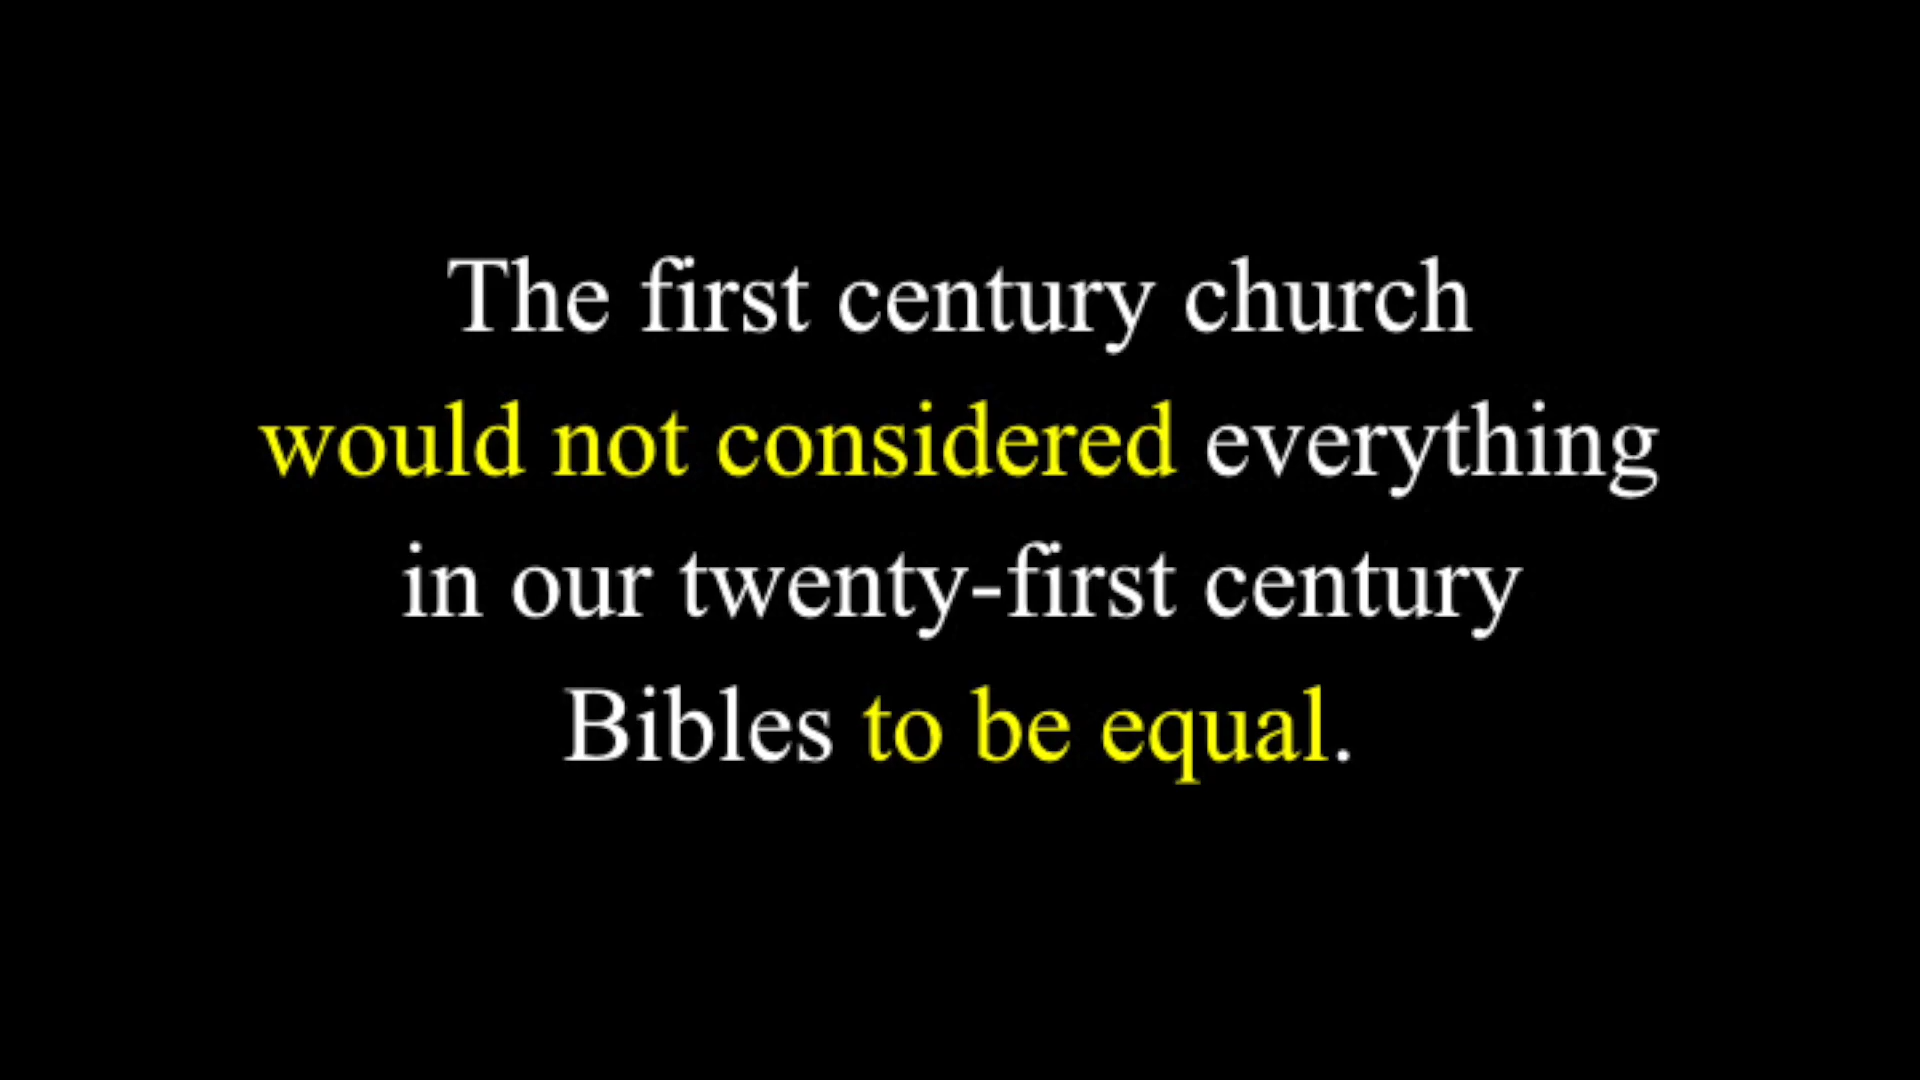 The first century church
would not considered everything
in our twenty-first century
Bibles to be equal.